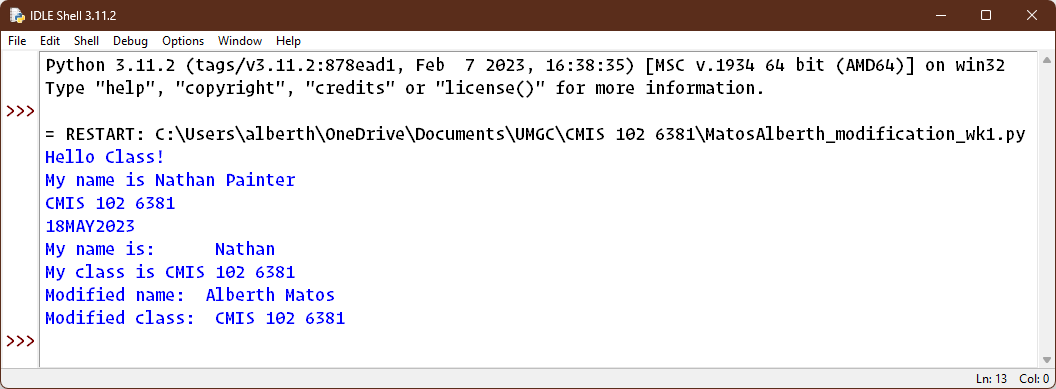 IDLE Shell 3.11.2
File Edit Shell Debug Options Window Help
Python 3.11.2 (tags/v3.11.2:878ead1, Feb  7 2023, 16:38:35) [MSC v.1934 64 bit (AMD64)] on win32
Type "help", "copyright", "credits" or "license()" for more information.
>>>
= RESTART: C:\Users\alberth\OneDrive\Documents\UMGC\CMIS 102 6381\MatosAlberth_modification_wk1.py
Hello Class!
My name is Nathan Painter
CMIS 102 6381
18MAY2023
My name is:      Nathan
My class is CMIS 102 6381
Modified name:  Alberth Matos
Modified class:  CMIS 102 6381
>>>
Ln: 13 Col: 0